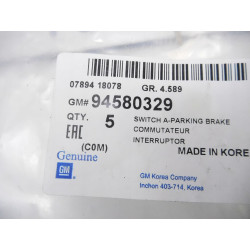 07894 18078 GR. 4.589
GM# 94580329
QTY. 5 SWITCH A-PARKING BRAKE
COMMUTATEUR
INTERRUPTOR
EAC (C0M) MADE IN KORE
Genuine
GM
GM Korea Company
Inchon 403-714, Korea